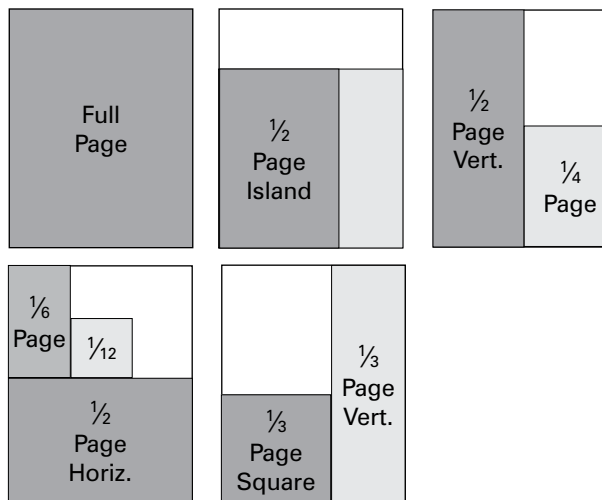 Full
Page
½
Page
Island
½
Page
Vert.
¼
Page
⅙
Page
1⁄12
½
Page
Horiz.
⅓
Page
Square
⅓
Page
Vert.